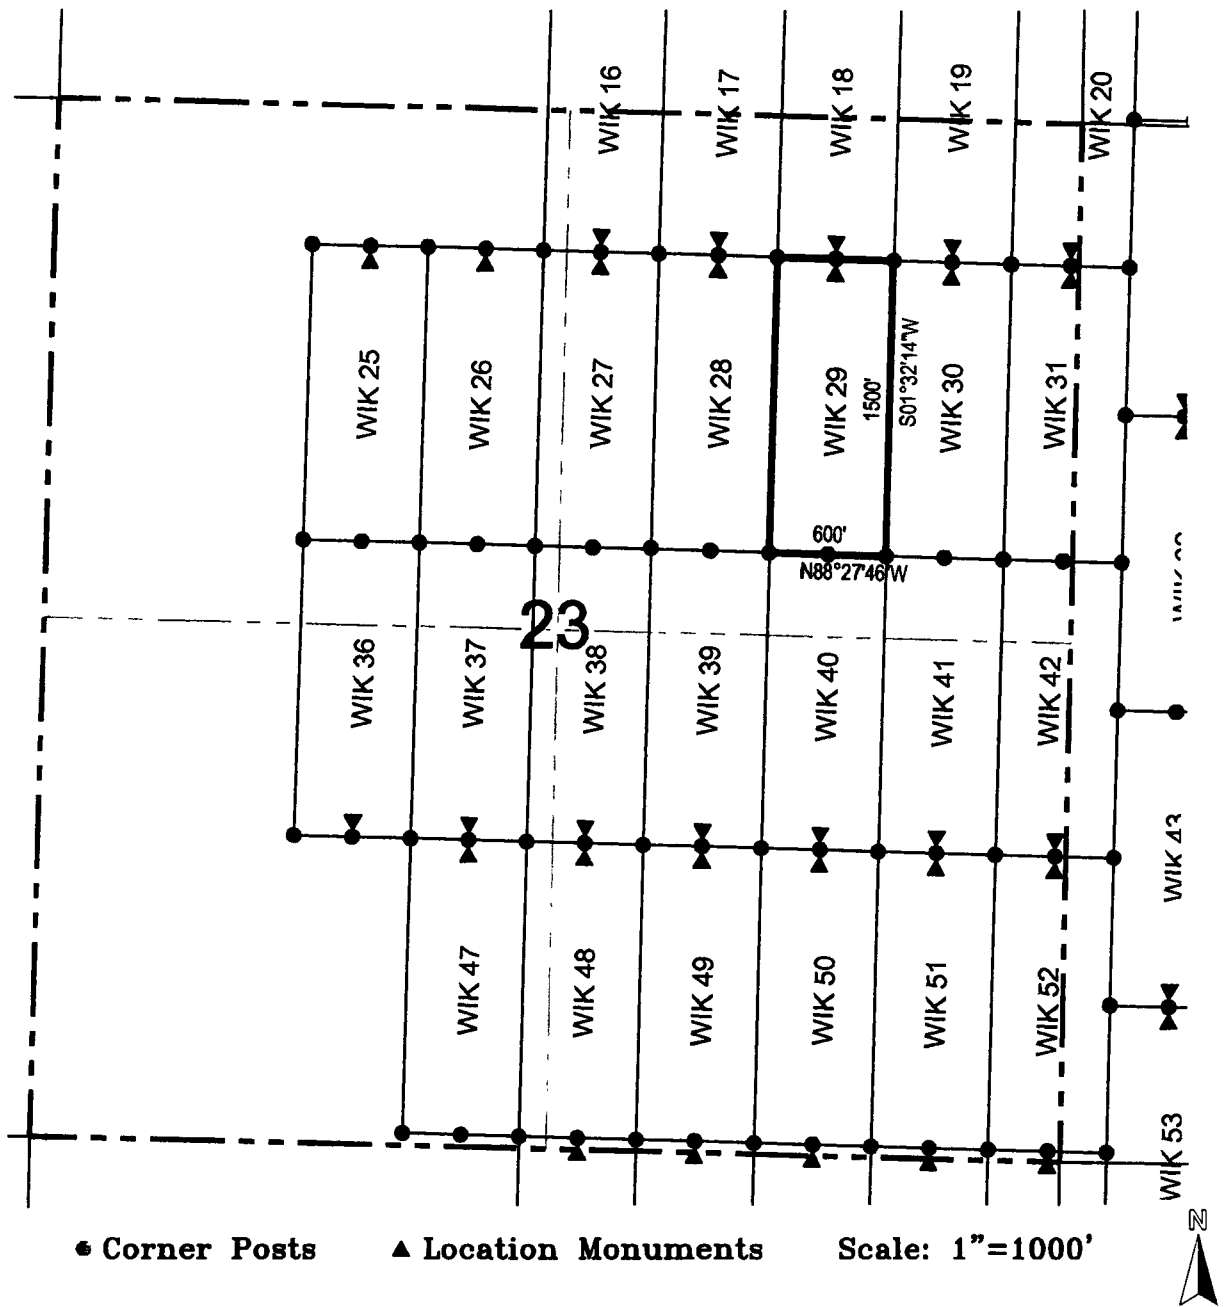 WIK 16
WIK 17
WIK 18
WIK 19
WIK 20
WIK 25
WIK 26
WIK 27
WIK 28
WIK 29
1500'
S01°32'14"W
WIK 30
WIK 31
600'
N88°27'46"W
23
WIK 36
WIK 37
WIK 38
WIK 39
WIK 40
WIK 41
WIK 42
WIK 43
WIK 47
WIK 48
WIK 49
WIK 50
WIK 51
WIK 52
WIK 53
N
Corner Posts
Location Monuments
Scale: 1"=1000'